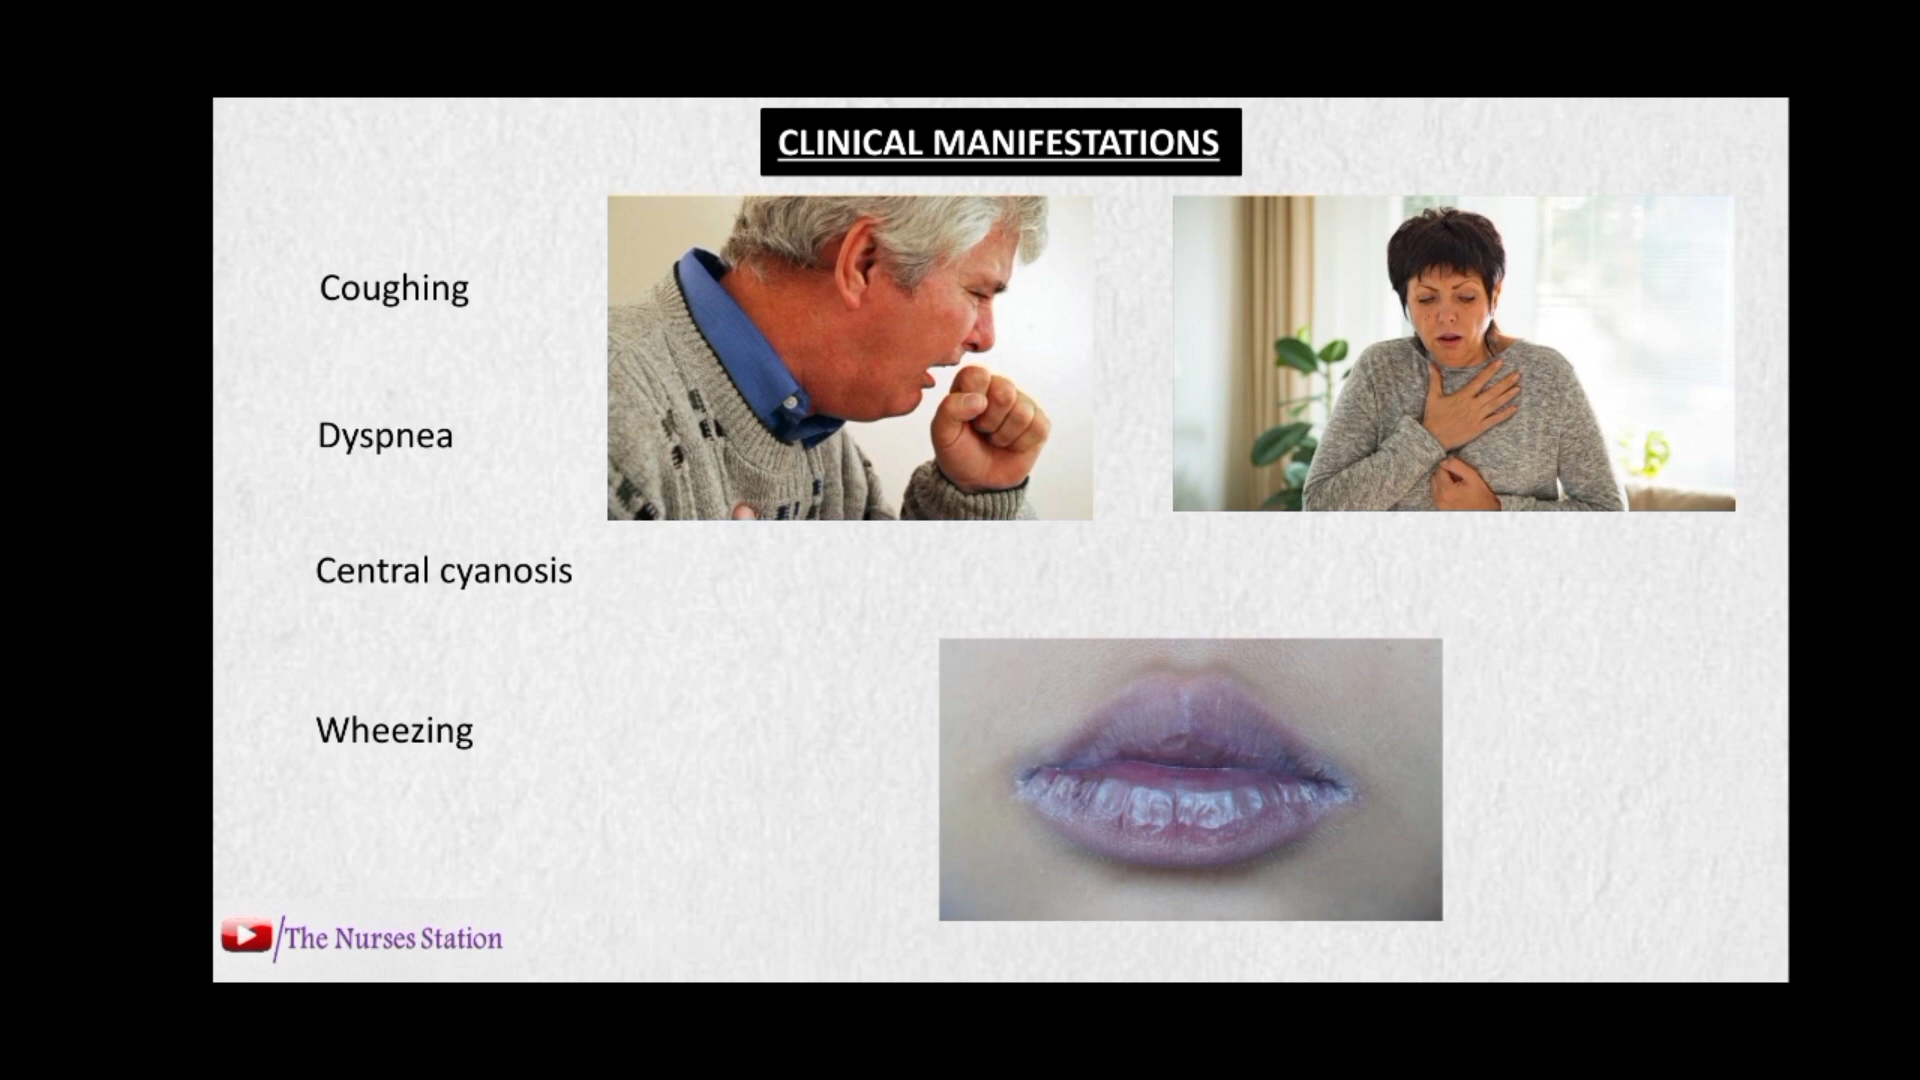 CLINICAL MANIFESTATIONS
Coughing
Dyspnea
Central cyanosis
Wheezing
The Nurses Station